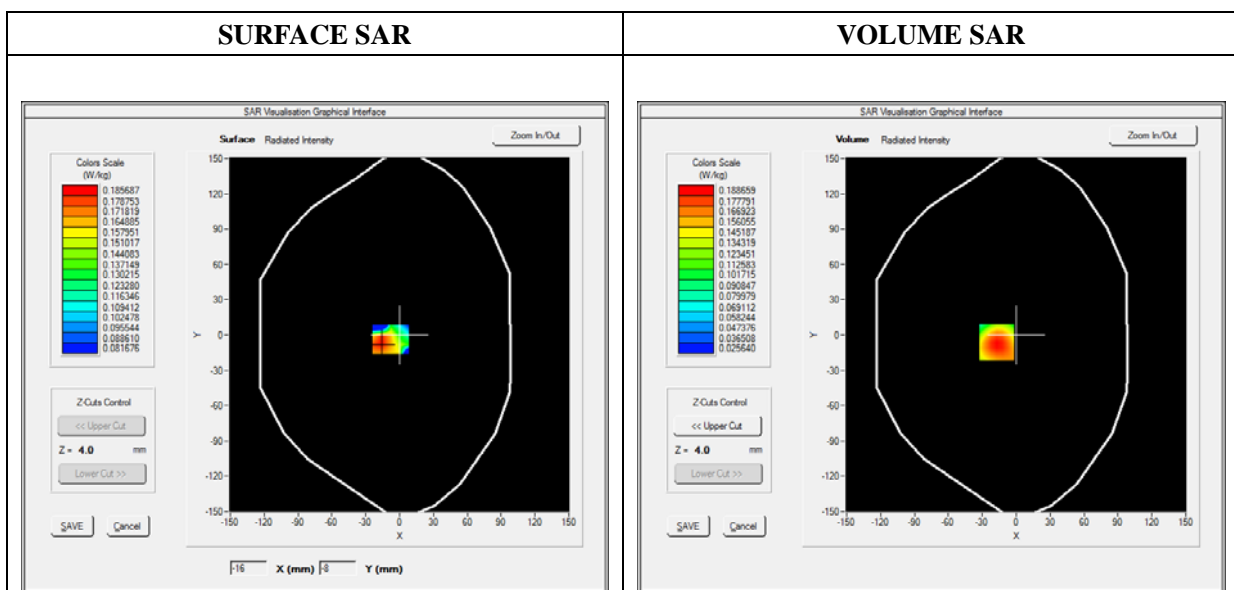 SURFACE SAR
VOLUME SAR
SAR Visualisation Graphical Interface
Surface Radiated Intensity
Zoom In/Out
Colors Scale
(W/kg)
0.185687
0.178753
0.171819
0.164885
0.157951
0.151017
0.144083
0.137149
0.130215
0.123280
0.116346
0.109412
0.102478
0.095544
0.088610
0.081676
150
120
90
60
30
0
-30
-60
-90
-120
-150
Y
-150 -120 -90 -60 -30 0 30 60 90 120 150
X
Z-Cuts Control
<< Upper Cut
Z = 4.0 mm
Lower Cut >>
SAVE Cancel
-16 X (mm) -8 Y (mm)
SAR Visualisation Graphical Interface
Volume Radiated Intensity
Zoom In/Out
Colors Scale
(W/kg)
0.188659
0.177791
0.166923
0.156055
0.145187
0.134319
0.123451
0.112583
0.101715
0.090847
0.079979
0.069112
0.058244
0.047376
0.036508
0.025640
150
120
90
60
30
0
-30
-60
-90
-120
-150
Y
-150 -120 -90 -60 -30 0 30 60 90 120 150
X
Z-Cuts Control
<< Upper Cut
Z = 4.0 mm
Lower Cut >>
SAVE Cancel